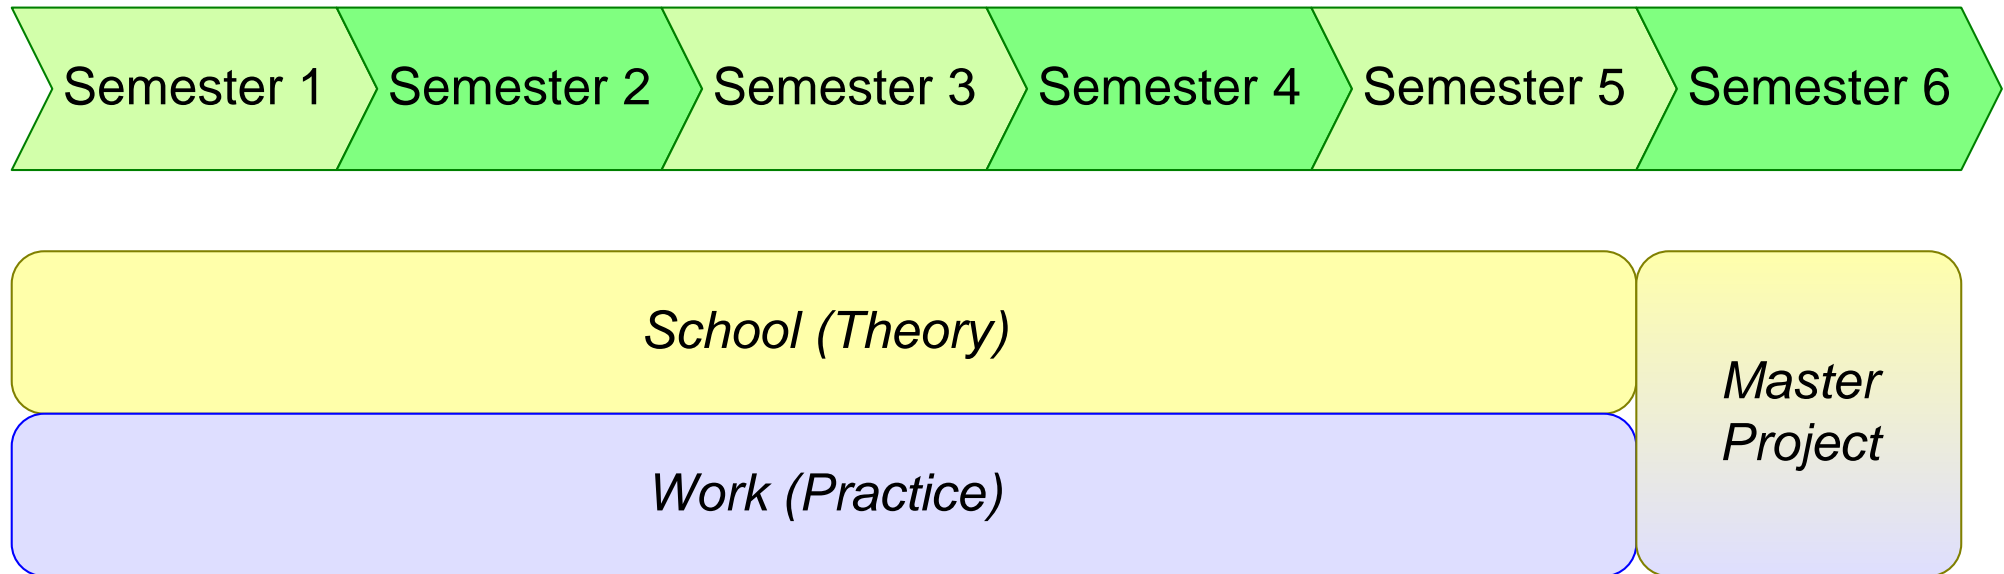 Semester 1
Semester 2
Semester 3
Semester 4
Semester 5
Semester 6
School (Theory)
Work (Practice)
Master
Project